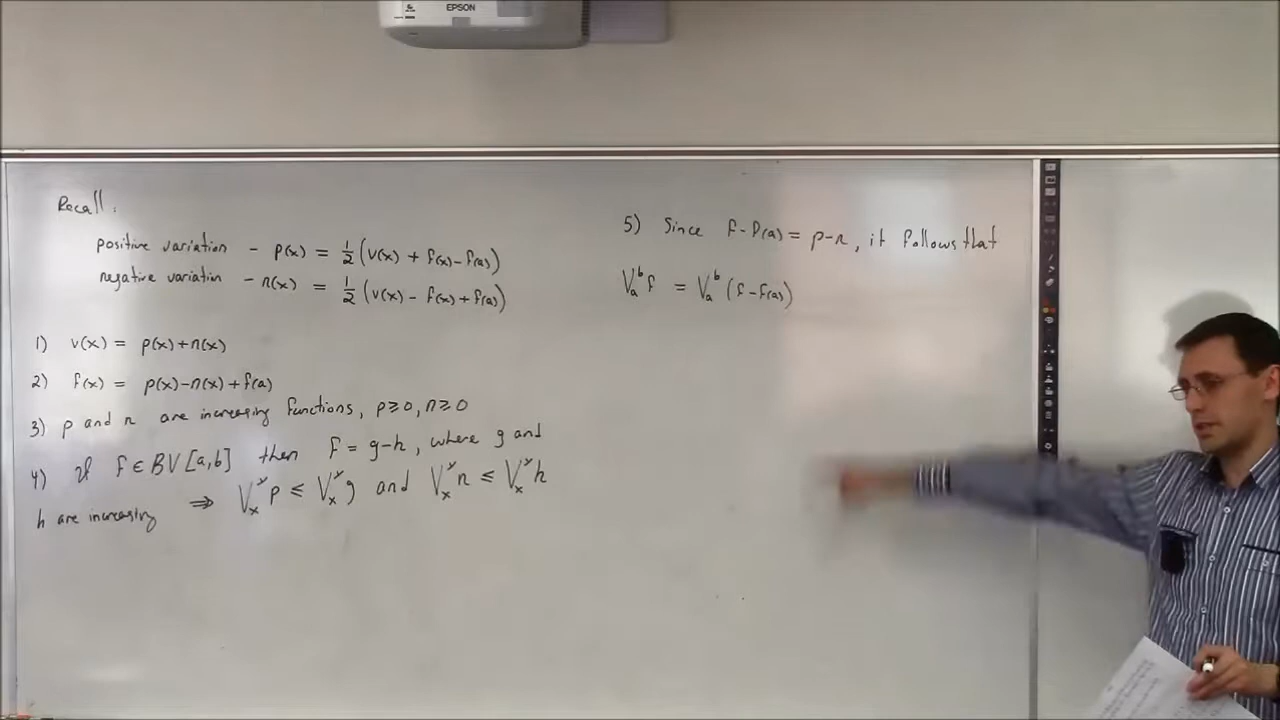 EPSON
Recall:
positive variation - p(x) = 1/2 (v(x) + f(x) - f(a))
negative variation - n(x) = 1/2 (v(x) - f(x) + f(a))
1) v(x) = p(x)+n(x)
2) f(x) = p(x)-n(x)+f(a)
3) p and n are increasing functions, p≥0, n≥0
4) if f ∈ BV[a,b] then f = g-h, where g and
h are increasing ⇒ V_x^y p ≤ V_x^y g and V_x^y n ≤ V_x^y h
5) Since f-f(a) = p-n, it follows that
V_a^b f = V_a^b (f-f(a))